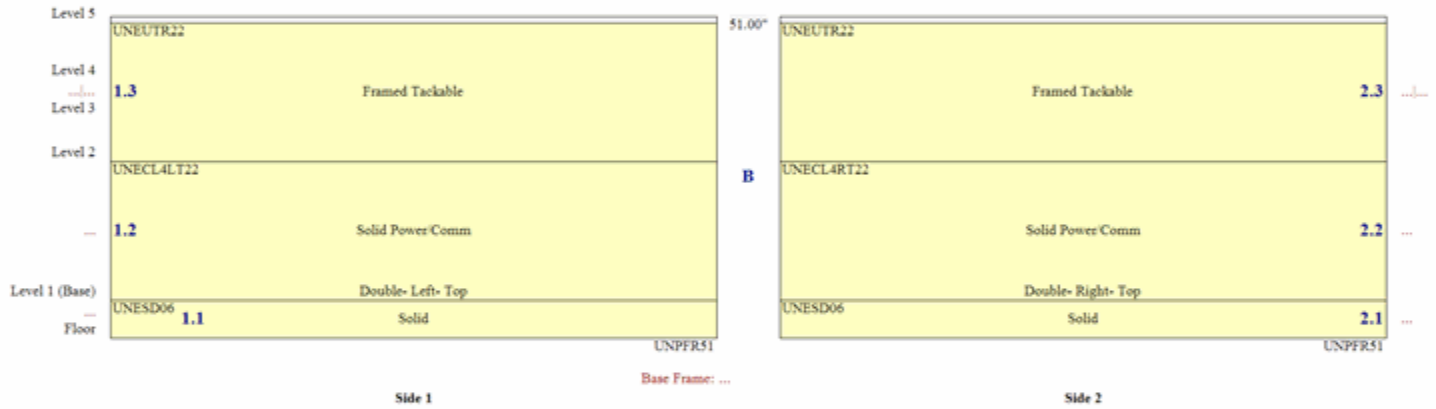 Level 5
51.00"
UNEUTR22
UNEUTR22
Level 4
...|...
1.3
Framed Tackable
Framed Tackable
2.3
...|...
Level 3
Level 2
UNECL4LT22
B
UNECL4RT22
...
1.2
Solid Power/Comm
Solid Power/Comm
2.2
...
Level 1 (Base)
Double- Left- Top
Double- Right- Top
UNESD06
UNESD06
...
1.1
Solid
Solid
2.1
...
Floor
UNPFR51
UNPFR51
Base Frame: ...
Side 1
Side 2